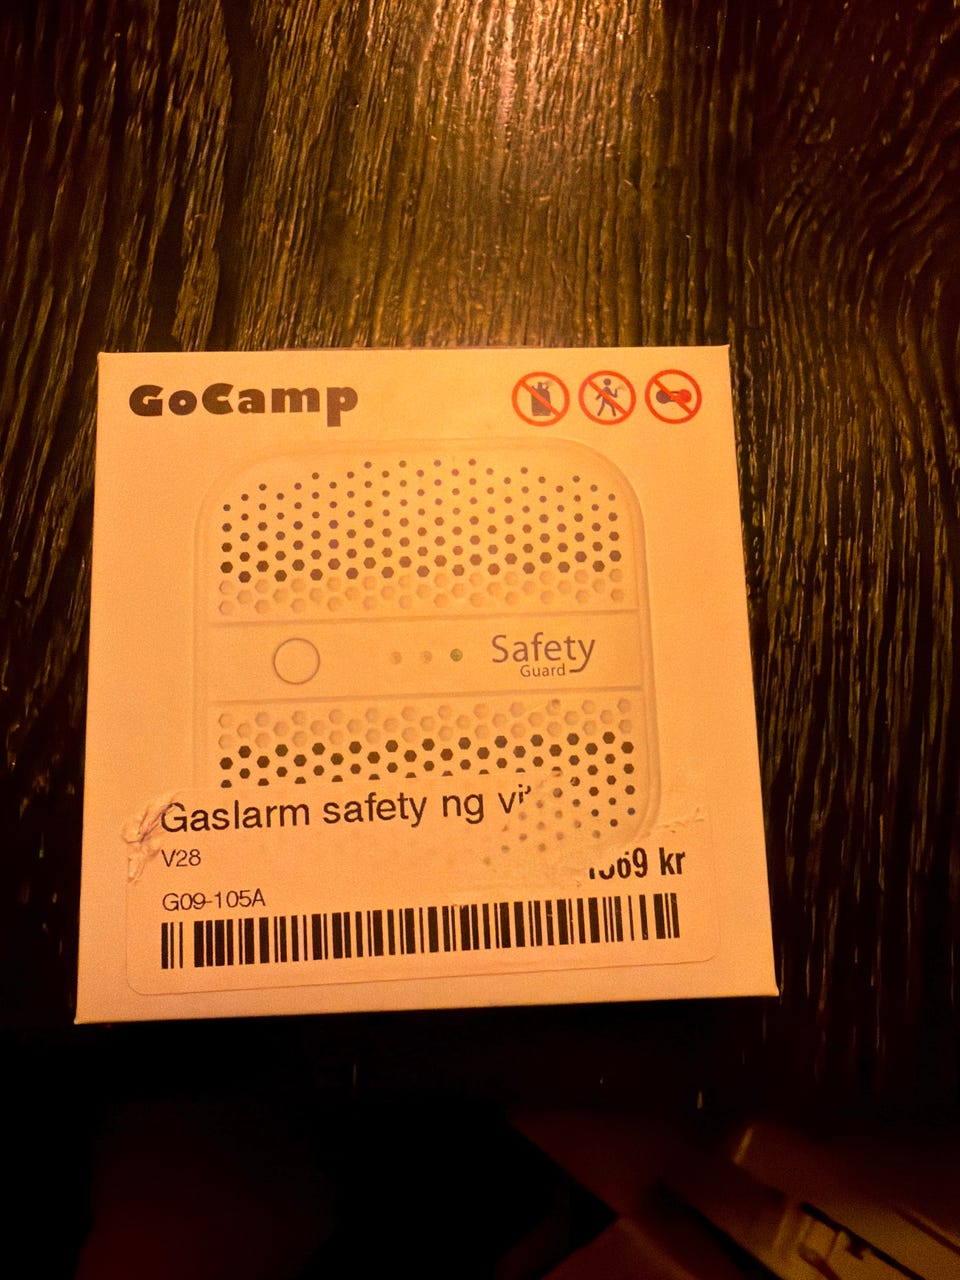 GoCamp
Safety
Guard
Gaslarm safety ng
V28
kr
G09-105A